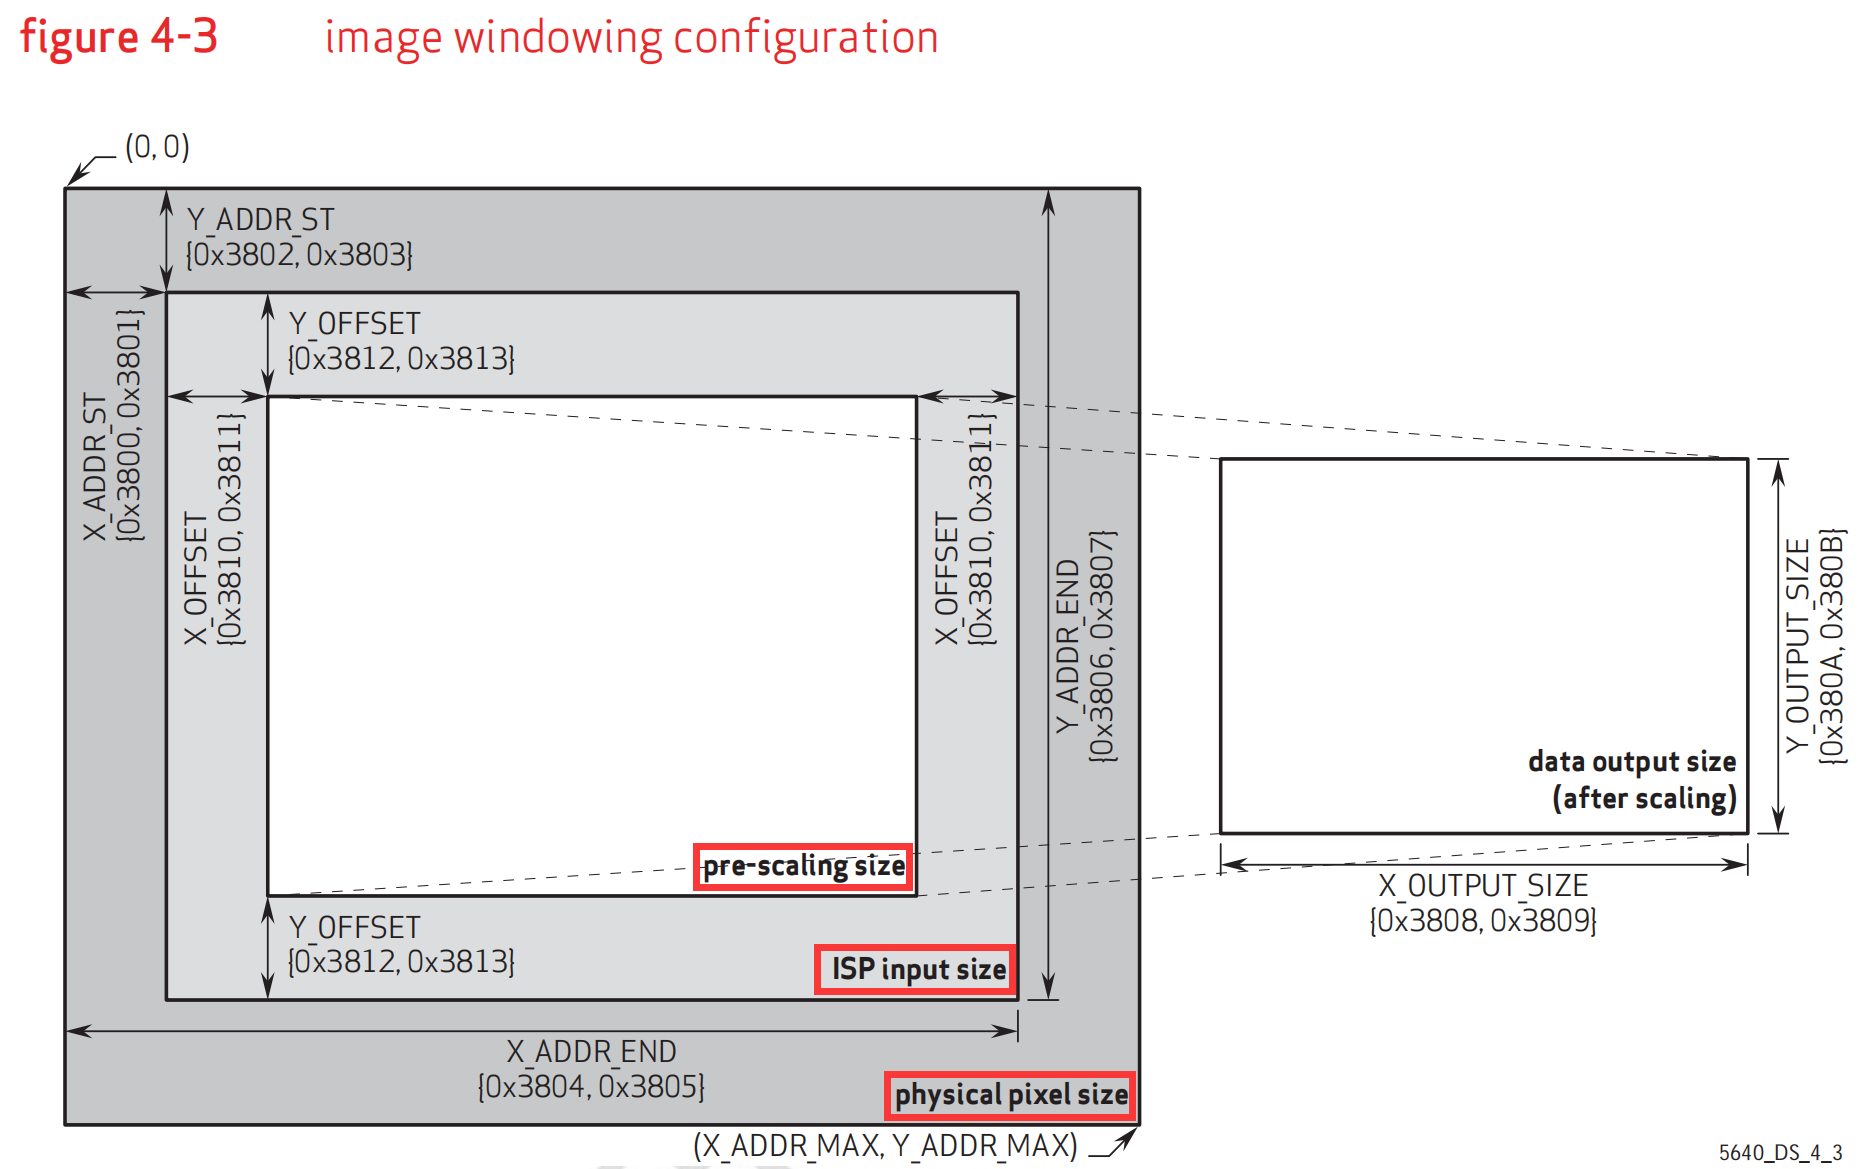 figure 4-3 image windowing configuration
(0, 0)
Y_ADDR_ST
{0x3802, 0x3803}
X_ADDR_ST
{0x3800, 0x3801}
Y_OFFSET
{0x3812, 0x3813}
X_OFFSET
{0x3810, 0x3811}
X_OFFSET
{0x3810, 0x3811}
Y_ADDR_END
{0x3806, 0x3807}
pre-scaling size
Y_OFFSET
{0x3812, 0x3813}
ISP input size
X_ADDR_END
{0x3804, 0x3805}
physical pixel size
(X_ADDR_MAX, Y_ADDR_MAX)
data output size
(after scaling)
Y_OUTPUT_SIZE
{0x380A, 0x380B}
X_OUTPUT_SIZE
{0x3808, 0x3809}
5640_DS_4_3